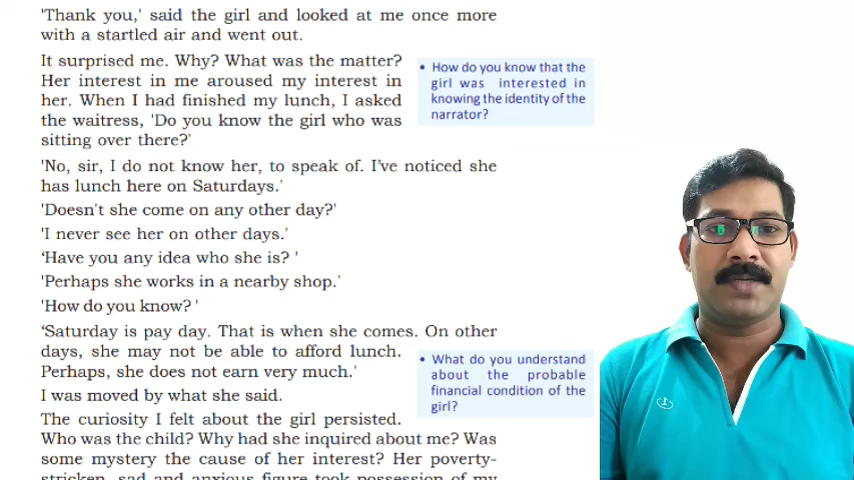 'Thank you,' said the girl and looked at me once more
with a startled air and went out.
It surprised me. Why? What was the matter?
Her interest in me aroused my interest in
her. When I had finished my lunch, I asked
the waitress, 'Do you know the girl who was
sitting over there?'
• How do you know that the
girl was interested in
knowing the identity of the
narrator?
'No, sir, I do not know her, to speak of. I've noticed she
has lunch here on Saturdays.'
'Doesn't she come on any other day?'
'I never see her on other days.'
'Have you any idea who she is? '
'Perhaps she works in a nearby shop.'
'How do you know? '
'Saturday is pay day. That is when she comes. On other
days, she may not be able to afford lunch.
Perhaps, she does not earn very much.'
• What do you understand
about the probable
financial condition of the
girl?
I was moved by what she said.
The curiosity I felt about the girl persisted.
Who was the child? Why had she inquired about me? Was
some mystery the cause of her interest? Her poverty-
stricken, sad and anxious figure took possession of my